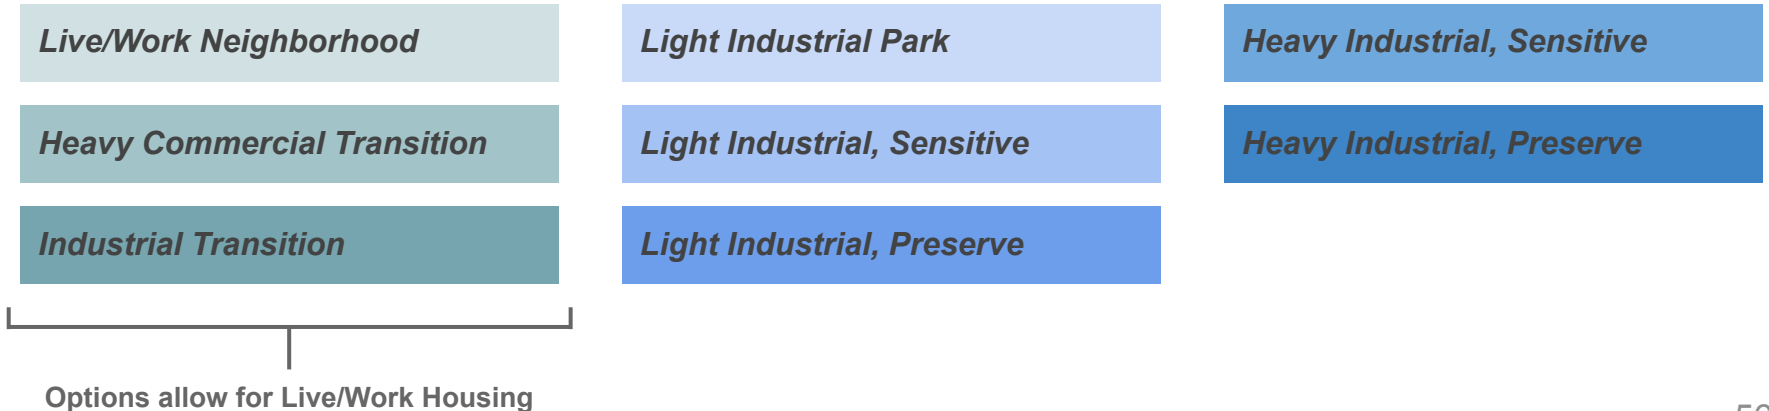 Live/Work Neighborhood
Heavy Commercial Transition
Industrial Transition
Options allow for Live/Work Housing
Light Industrial Park
Light Industrial, Sensitive
Light Industrial, Preserve
Heavy Industrial, Sensitive
Heavy Industrial, Preserve